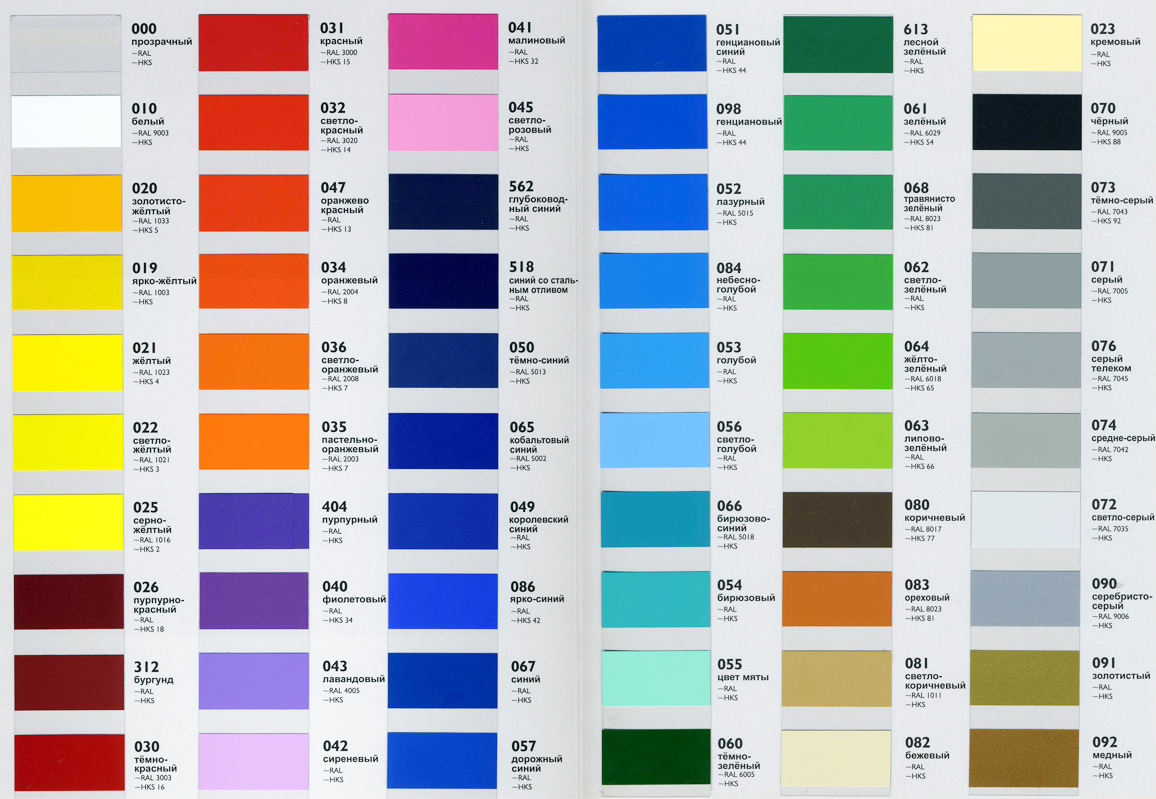 000
прозрачный
~RAL
~HKS
010
белый
~RAL 9003
~HKS
020
золотисто-
жёлтый
~RAL 1033
~HKS 5
019
ярко-жёлтый
~RAL 1003
~HKS
021
жёлтый
~RAL 1023
~HKS 4
022
светло-
жёлтый
~RAL 1021
~HKS 3
025
серно-
жёлтый
~RAL 1016
~HKS 2
026
пурпурно-
красный
~RAL
~HKS 18
312
бургунд
~RAL
~HKS
030
тёмно-
красный
~RAL 3003
~HKS 16
031
красный
~RAL 3000
~HKS 15
032
светло-
красный
~RAL 3020
~HKS 14
047
оранжево
красный
~RAL
~HKS 13
034
оранжевый
~RAL 2004
~HKS 8
036
светло-
оранжевый
~RAL 2008
~HKS 7
035
пастельно-
оранжевый
~RAL 2003
~HKS 7
404
пурпурный
~RAL
~HKS
040
фиолетовый
~RAL
~HKS 34
043
лавандовый
~RAL 4005
~HKS
042
сиреневый
~RAL
~HKS
041
малиновый
~RAL
~HKS 32
045
светло-
розовый
~RAL
~HKS
562
глубоковод-
ный синий
~RAL
~HKS
518
синий со сталь-
ным отливом
~RAL
~HKS
050
тёмно-синий
~RAL 5013
~HKS
065
кобальтовый
синий
~RAL 5002
~HKS
049
королевский
синий
~RAL
~HKS
086
ярко-синий
~RAL
~HKS 42
067
синий
~RAL
~HKS
057
дорожный
синий
~RAL
~HKS
051
генциановый
синий
~RAL
~HKS 44
098
генциановый
~RAL
~HKS 44
052
лазурный
~RAL 5015
~HKS
084
небесно-
голубой
~RAL
~HKS
053
голубой
~RAL
~HKS
056
светло-
голубой
~RAL
~HKS
066
бирюзово-
синий
~RAL 5018
~HKS
054
бирюзовый
~RAL
~HKS
055
цвет мяты
~RAL
~HKS
060
тёмно-
зелёный
~RAL 6005
~HKS
613
лесной
зелёный
~RAL
~HKS
061
зелёный
~RAL 6029
~HKS 54
068
травянисто
зелёный
~RAL 8023
~HKS 81
062
светло-
зелёный
~RAL
~HKS
064
жёлто-
зелёный
~RAL 6018
~HKS 65
063
липово-
зелёный
~RAL
~HKS 66
080
коричневый
~RAL 8017
~HKS 77
083
ореховый
~RAL 8023
~HKS 81
081
светло-
коричневый
~RAL 1011
~HKS
082
бежевый
~RAL
~HKS
023
кремовый
~RAL
~HKS
070
чёрный
~RAL 9005
~HKS 88
073
тёмно-серый
~RAL 7043
~HKS 92
071
серый
~RAL 7005
~HKS
076
серый
телеком
~RAL 7045
~HKS
074
средне-серый
~RAL 7042
~HKS
072
светло-серый
~RAL 7035
~HKS
090
серебристо-
серый
~RAL 9006
~HKS
091
золотистый
~RAL
~HKS
092
медный
~RAL
~HKS